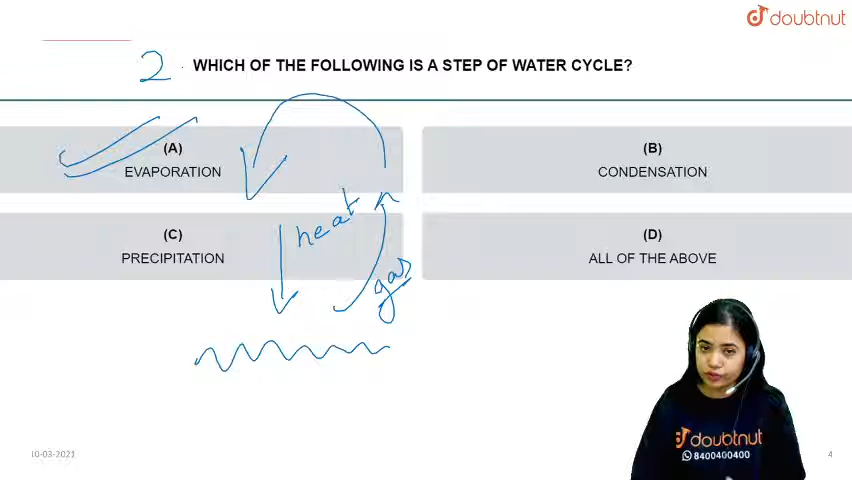 doubtnut
2. WHICH OF THE FOLLOWING IS A STEP OF WATER CYCLE?
(A)
EVAPORATION
(B)
CONDENSATION
(C)
PRECIPITATION
(D)
ALL OF THE ABOVE
heat
gas
doubtnut
8400400400
10-03-2021
4